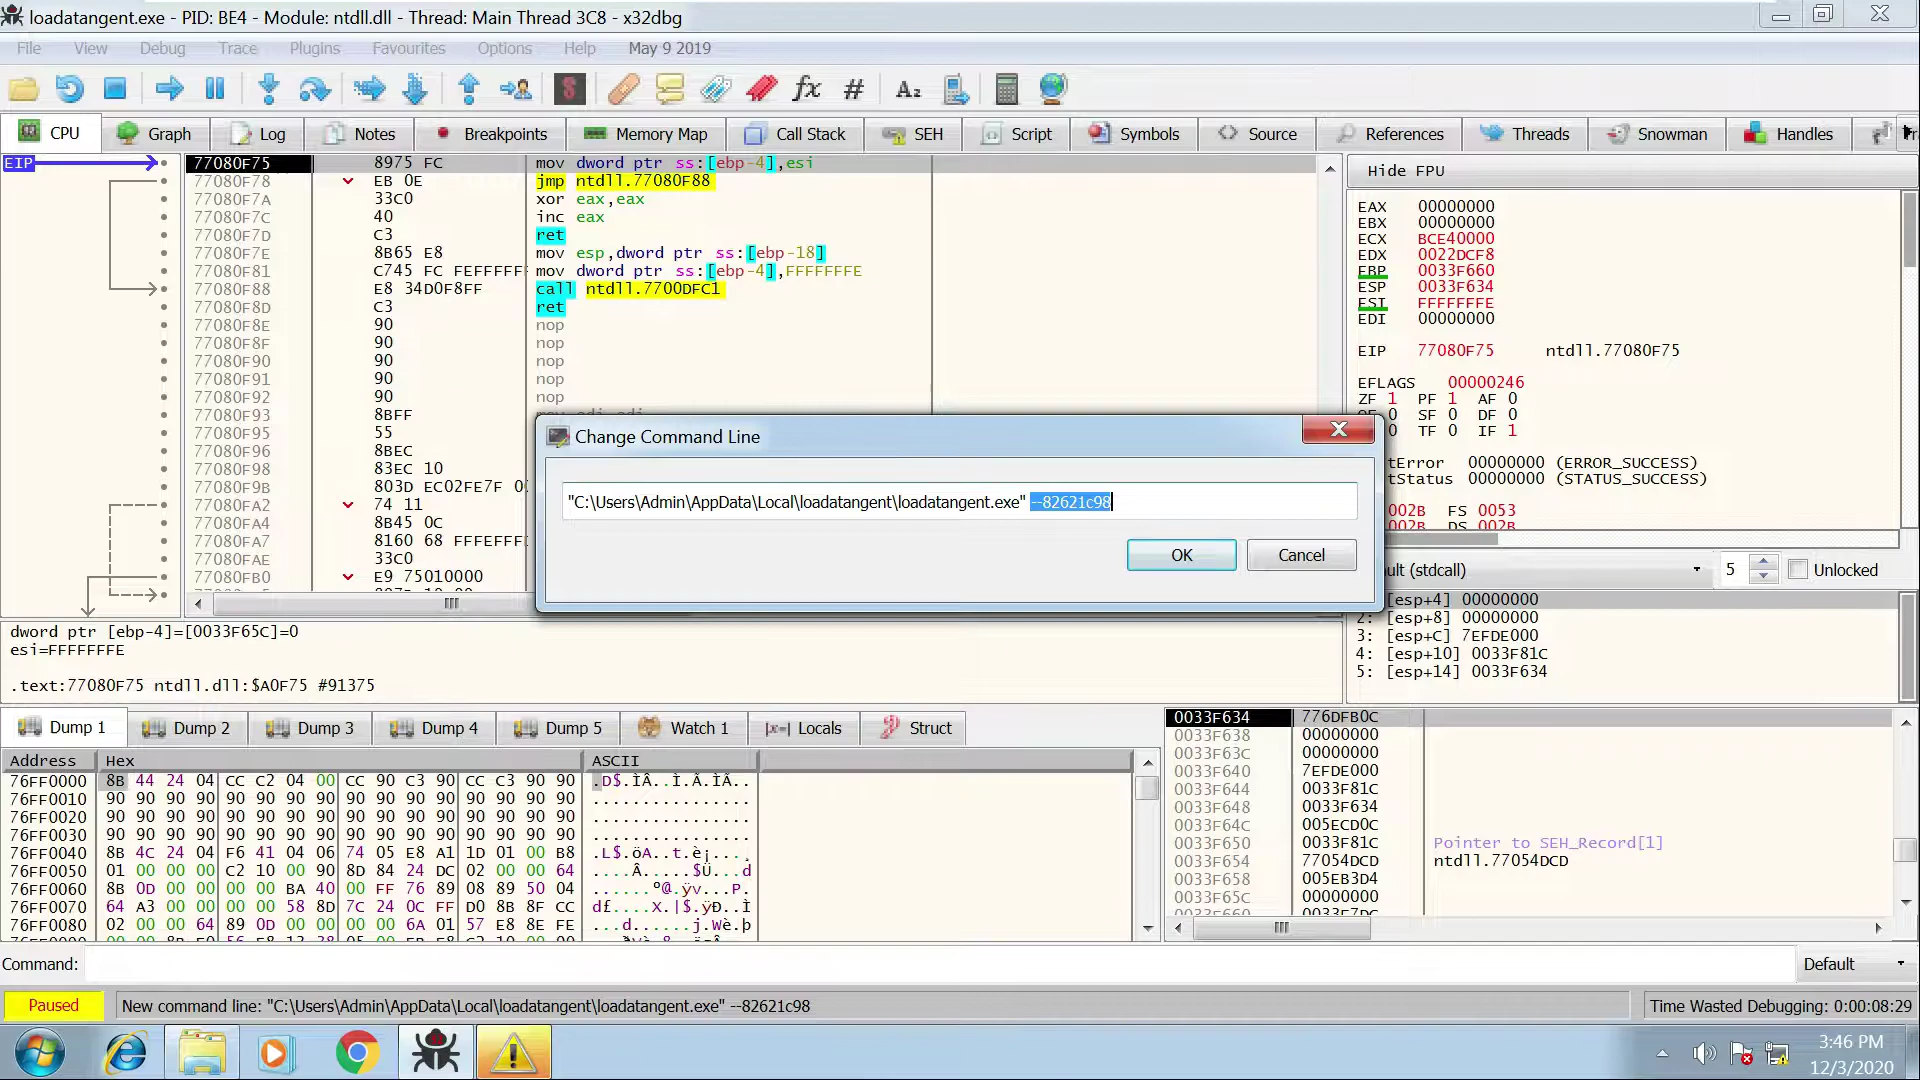 loadatangent.exe - PID: BE4 - Module: ntdll.dll - Thread: Main Thread 3C8 - x32dbg
File View Debug Trace Plugins Favourites Options Help May 9 2019
CPU Graph Log Notes Breakpoints Memory Map Call Stack SEH Script Symbols Source References Threads Snowman Handles
EIP 77080F75 8975 FC mov dword ptr ss:[ebp-4],esi
77080F78 EB 0E jmp ntdll.77080F88
77080F7A 33C0 xor eax,eax
77080F7C 40 inc eax
77080F7D C3 ret
77080F7E 8B65 E8 mov esp,dword ptr ss:[ebp-18]
77080F81 C745 FC FEFFFFFF mov dword ptr ss:[ebp-4],FFFFFFFE
77080F88 E8 34D0F8FF call ntdll.7700DFC1
77080F8D C3 ret
77080F8E 90 nop
77080F8F 90 nop
77080F90 90 nop
77080F91 90 nop
77080F92 90 nop
77080F93 8BFF
77080F95 55
77080F96 8BEC
77080F98 83EC 10
77080F9B 803D EC02FE7F 0
77080FA2 74 11
77080FA5 8B45 0C
77080FA7 8160 68 FFFEFFF
77080FAE 33C0
77080FB0 E9 75010000
Hide FPU
EAX 00000000
EBX 00000000
ECX BCE40000
EDX 0022DCF8
EBP 0033F660
ESP 0033F634
ESI FFFFFFFE
EDI 00000000
EIP 77080F75 ntdll.77080F75
EFLAGS 00000246
ZF 1 PF 1 AF 0
0 SF 0 DF 0
0 TF 0 IF 1
tError 00000000 (ERROR_SUCCESS)
tStatus 00000000 (STATUS_SUCCESS)
002B FS 0053
002B DS 002B
Change Command Line
"C:\Users\Admin\AppData\Local\loadatangent\loadatangent.exe" --82621c98
OK Cancel
ult (stdcall) 5 Unlocked
[esp+4] 00000000
2: [esp+8] 00000000
3: [esp+C] 7EFDE000
4: [esp+10] 0033F81C
5: [esp+14] 0033F634
dword ptr [ebp-4]=[0033F65C]=0
esi=FFFFFFFE
.text:77080F75 ntdll.dll:$A0F75 #91375
Dump 1 Dump 2 Dump 3 Dump 4 Dump 5 Watch 1 Locals Struct
Address Hex ASCII
76FF0000 8B 44 24 04 CC C2 04 00 CC 90 C3 90 CC C3 90 90 .D$.ÌÂ..Ì.Ã.ÌÃ..
76FF0010 90 90 90 90 90 90 90 90 90 90 90 90 90 90 90 90 ................
76FF0020 90 90 90 90 90 90 90 90 90 90 90 90 90 90 90 90 ................
76FF0030 90 90 90 90 90 90 90 90 90 90 90 90 90 90 90 90 ................
76FF0040 8B 4C 24 04 F6 41 04 06 74 05 E8 A1 1D 01 00 B8 .L$.öA..t.è¡...¸
76FF0050 01 00 00 00 C2 10 00 90 8D 84 24 DC 02 00 00 64 ....Â.....$Ü...d
76FF0060 8B 0D 00 00 00 00 BA 40 00 FF 76 89 08 89 50 04 ......º@.ÿv...P.
76FF0070 64 A3 00 00 00 00 58 8D 7C 24 0C FF D0 8B 8F CC d£....X.|$.ÿÐ..Ì
76FF0080 02 00 00 64 89 0D 00 00 00 00 6A 01 57 E8 8E FE ...d......j.Wè.þ
0033F634 776DFB0C
0033F638 00000000
0033F63C 00000000
0033F640 7EFDE000
0033F644 0033F81C
0033F648 0033F634
0033F64C 005ECD0C
0033F650 0033F81C Pointer to SEH_Record[1]
0033F654 77054DCD ntdll.77054DCD
0033F658 005EB3D4
0033F65C 00000000
0033F660 0033F7DC
Command: Default
Paused New command line: "C:\Users\Admin\AppData\Local\loadatangent\loadatangent.exe" --82621c98 Time Wasted Debugging: 0:00:08:29
3:46 PM
12/3/2020